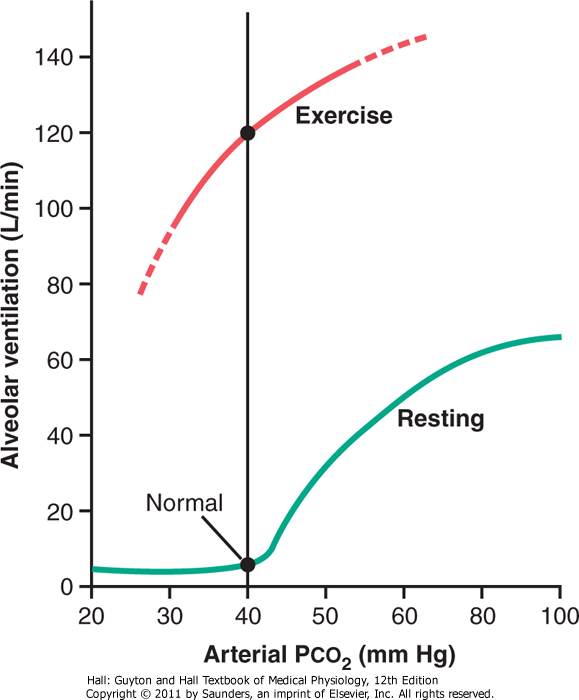 140
120
100
80
60
40
20
0
Alveolar ventilation (L/min)
Exercise
Resting
Normal
20 30 40 50 60 80 100
Arterial PCO2 (mm Hg)
Hall: Guyton and Hall Textbook of Medical Physiology, 12th Edition
Copyright © 2011 by Saunders, an imprint of Elsevier, Inc. All rights reserved.